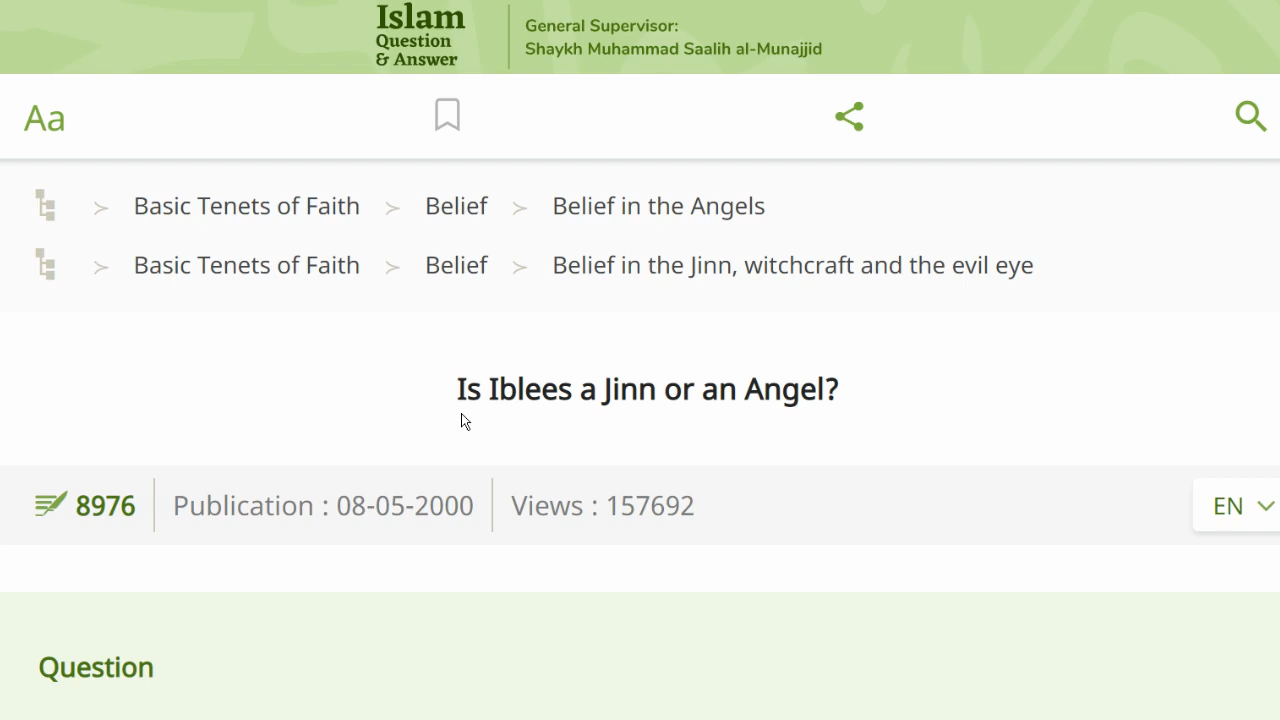 Islam
Question
& Answer
General Supervisor:
Shaykh Muhammad Saalih al-Munajjid
Aa
Basic Tenets of Faith > Belief > Belief in the Angels
Basic Tenets of Faith > Belief > Belief in the Jinn, witchcraft and the evil eye
Is Iblees a Jinn or an Angel?
8976 Publication : 08-05-2000 Views : 157692 EN
Question